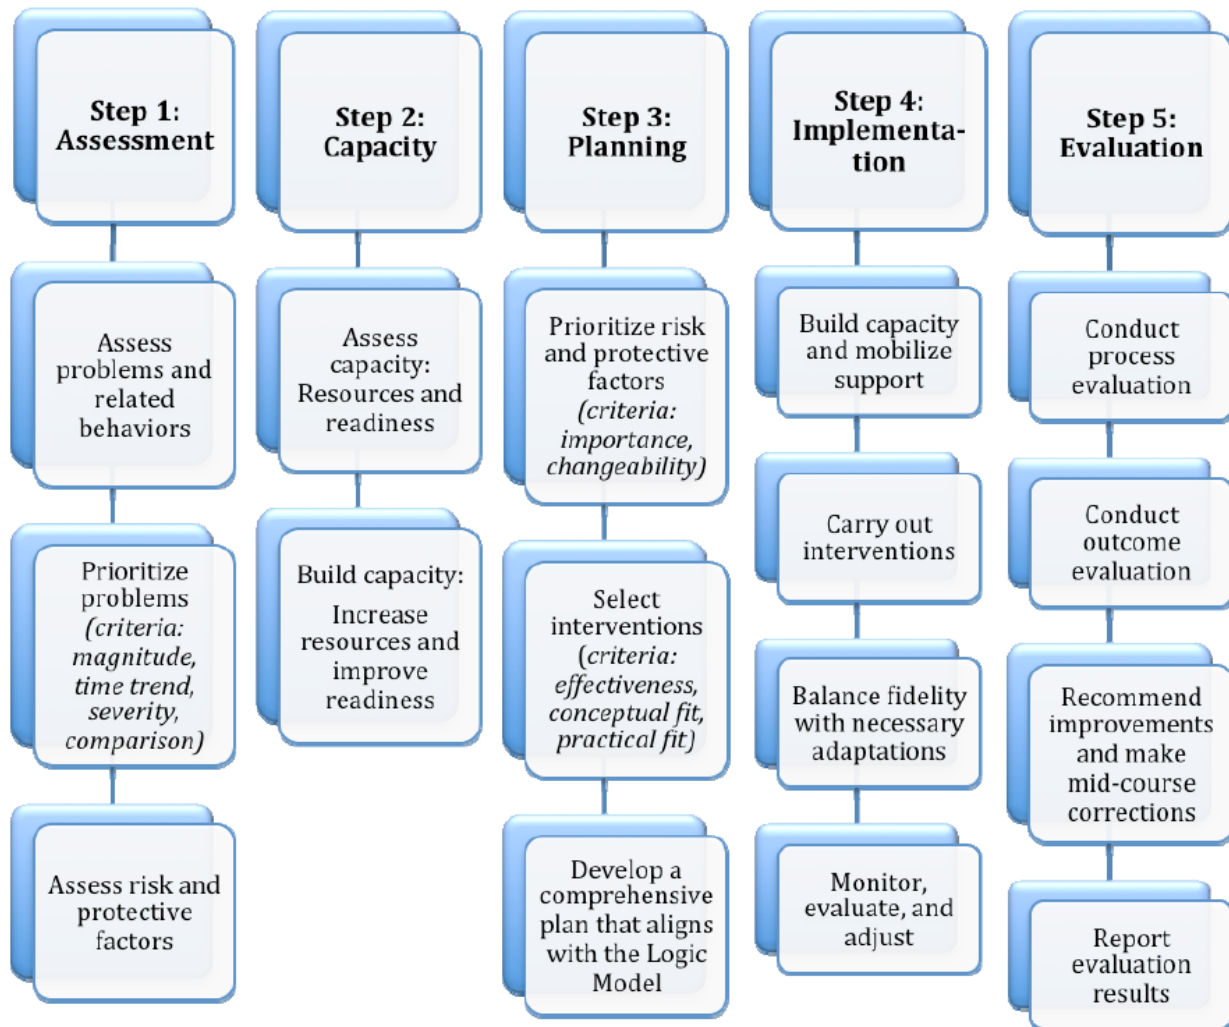 Step 1:
Assessment
Assess
problems and
related
behaviors
Prioritize
problems
(criteria:
magnitude,
time trend,
severity,
comparison)
Assess risk and
protective
factors
Step 2:
Capacity
Assess
capacity:
Resources and
readiness
Build capacity:
Increase
resources and
improve
readiness
Step 3:
Planning
Prioritize risk
and protective
factors
(criteria:
importance,
changeability)
Select
interventions
(criteria:
effectiveness,
conceptual fit,
practical fit)
Develop a
comprehensive
plan that aligns
with the Logic
Model
Step 4:
Implementa-
tion
Build capacity
and mobilize
support
Carry out
interventions
Balance fidelity
with necessary
adaptations
Monitor,
evaluate, and
adjust
Step 5:
Evaluation
Conduct
process
evaluation
Conduct
outcome
evaluation
Recommend
improvements
and make
mid-course
corrections
Report
evaluation
results